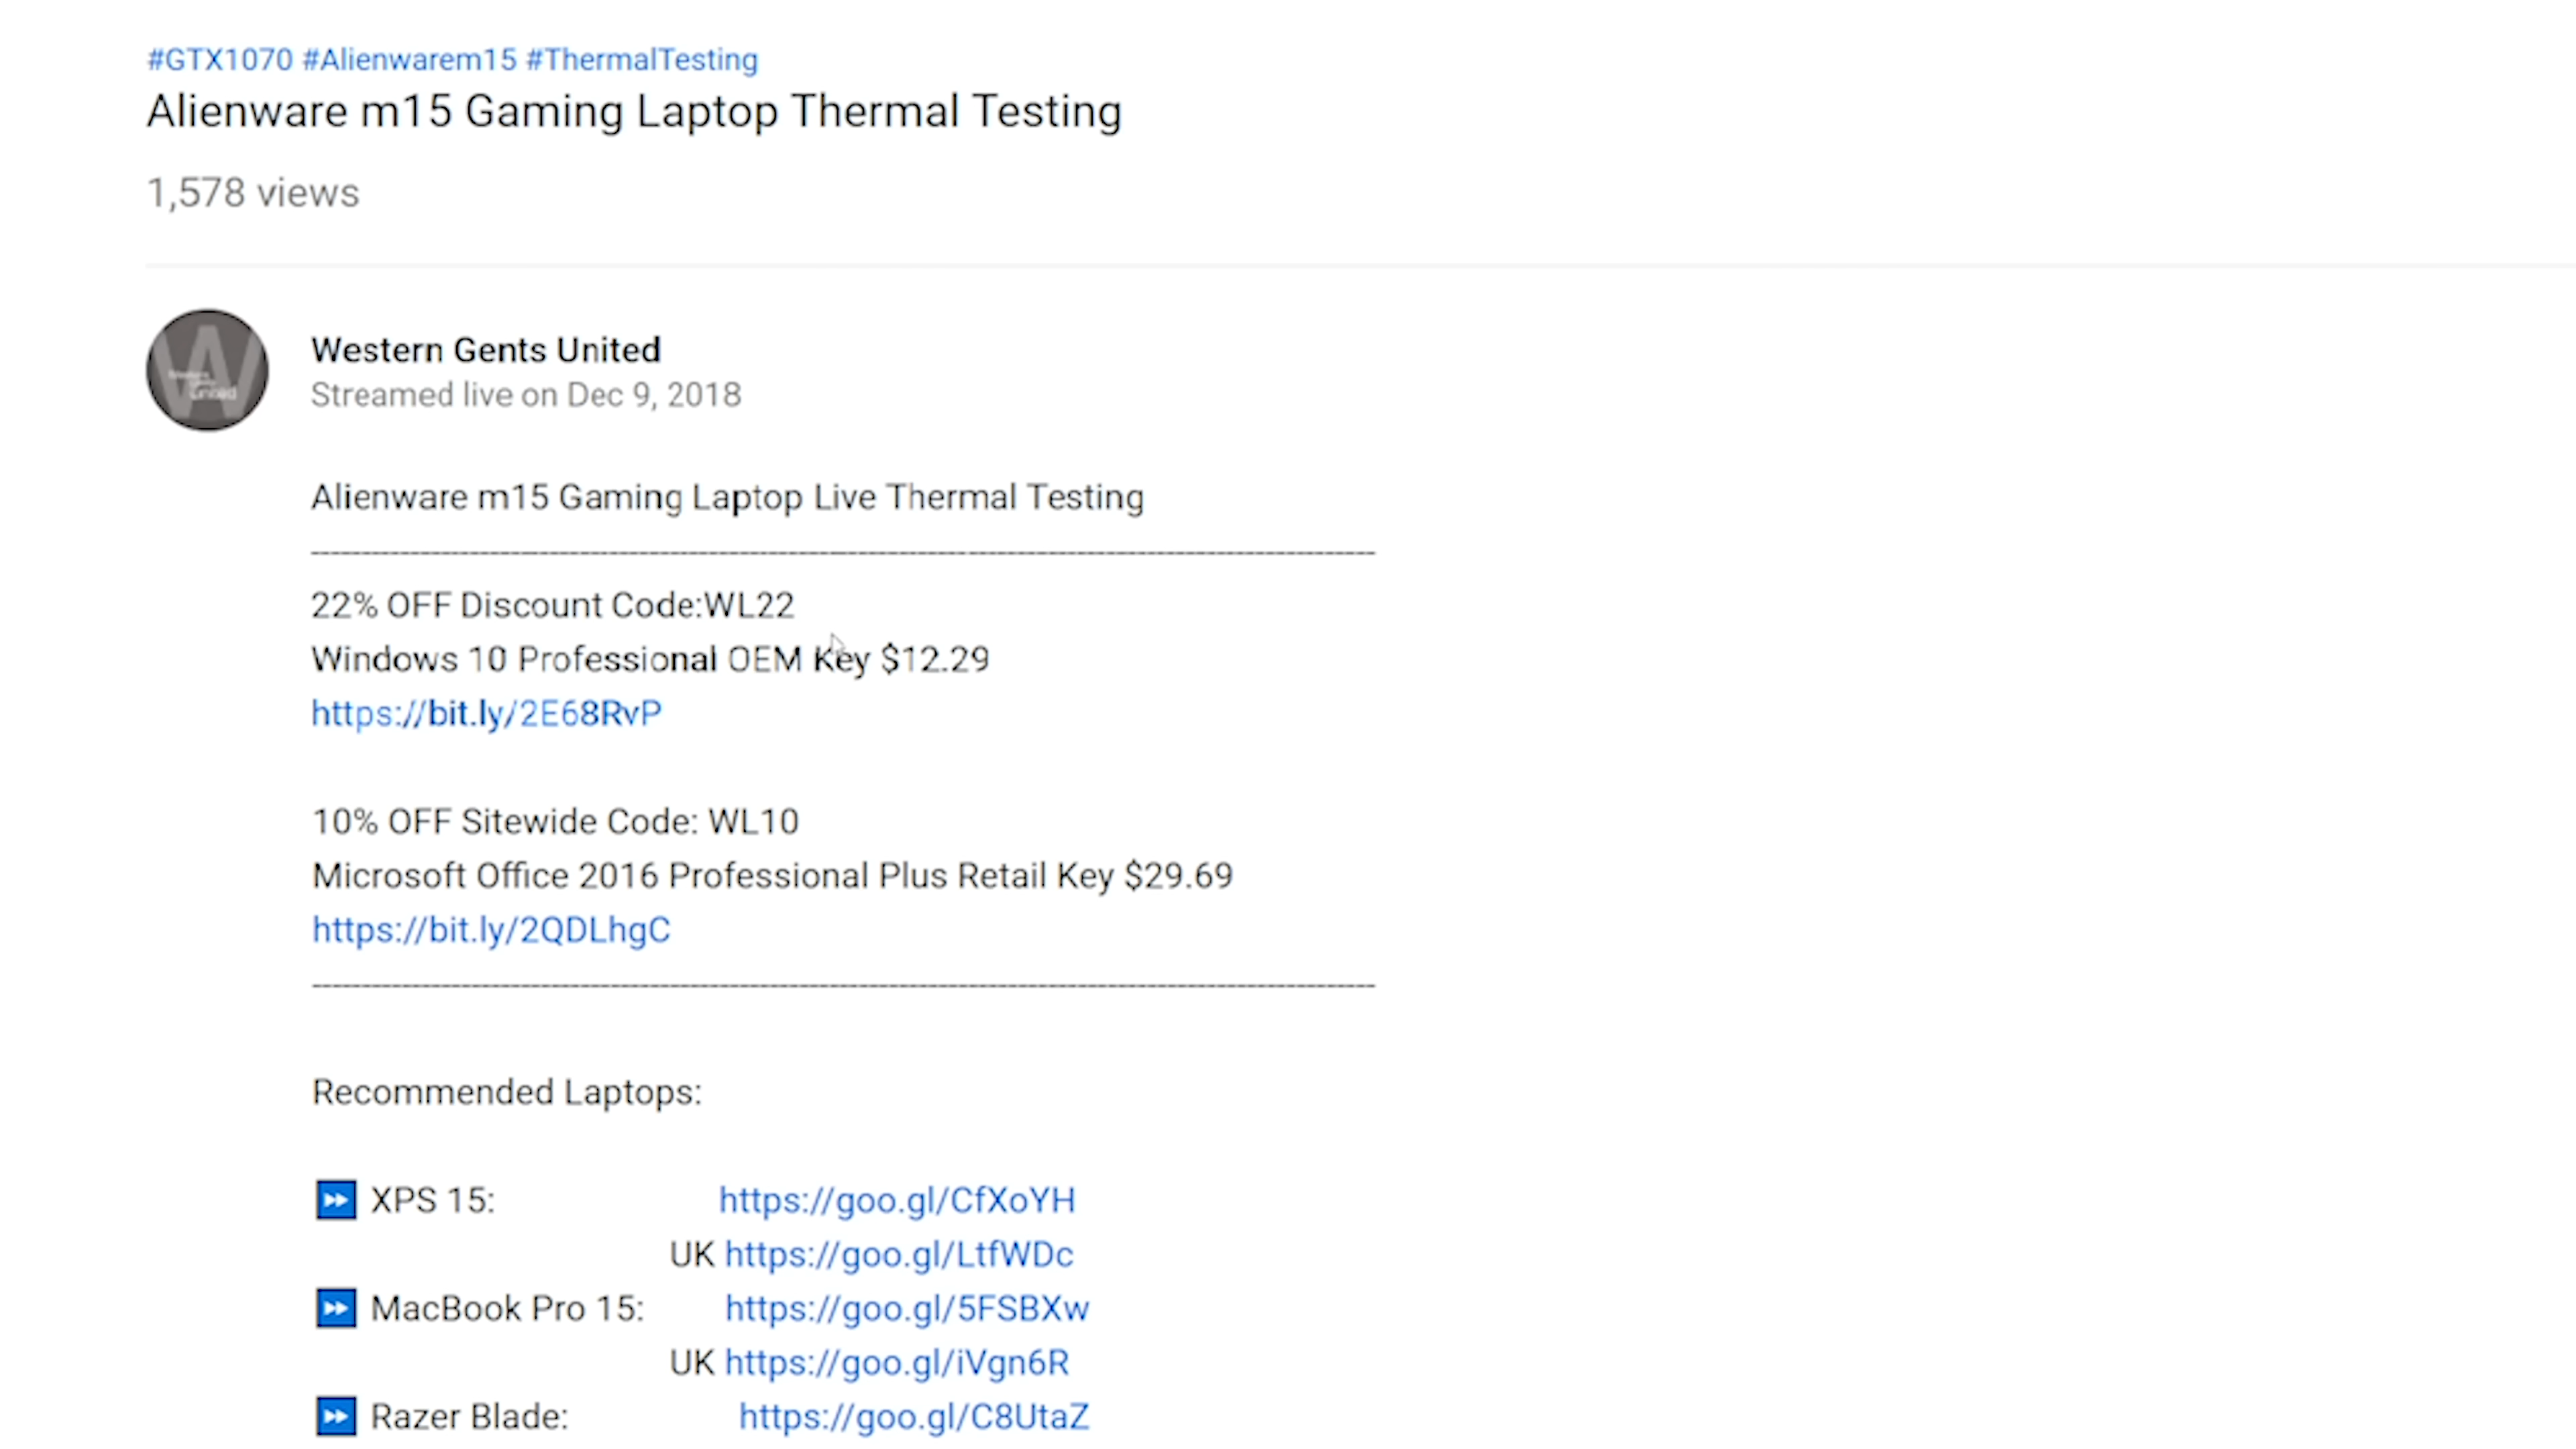 #GTX1070 #Alienwarem15 #ThermalTesting
Alienware m15 Gaming Laptop Thermal Testing
1,578 views
Western Gents United
Streamed live on Dec 9, 2018
Alienware m15 Gaming Laptop Live Thermal Testing
22% OFF Discount Code:WL22
Windows 10 Professional OEM Key $12.29
https://bit.ly/2E68RvP
10% OFF Sitewide Code: WL10
Microsoft Office 2016 Professional Plus Retail Key $29.69
https://bit.ly/2QDLhgC
Recommended Laptops:
XPS 15: https://goo.gl/CfXoYH
UK https://goo.gl/LtfWDc
MacBook Pro 15: https://goo.gl/5FSBXw
UK https://goo.gl/iVgn6R
Razer Blade: https://goo.gl/C8UtaZ